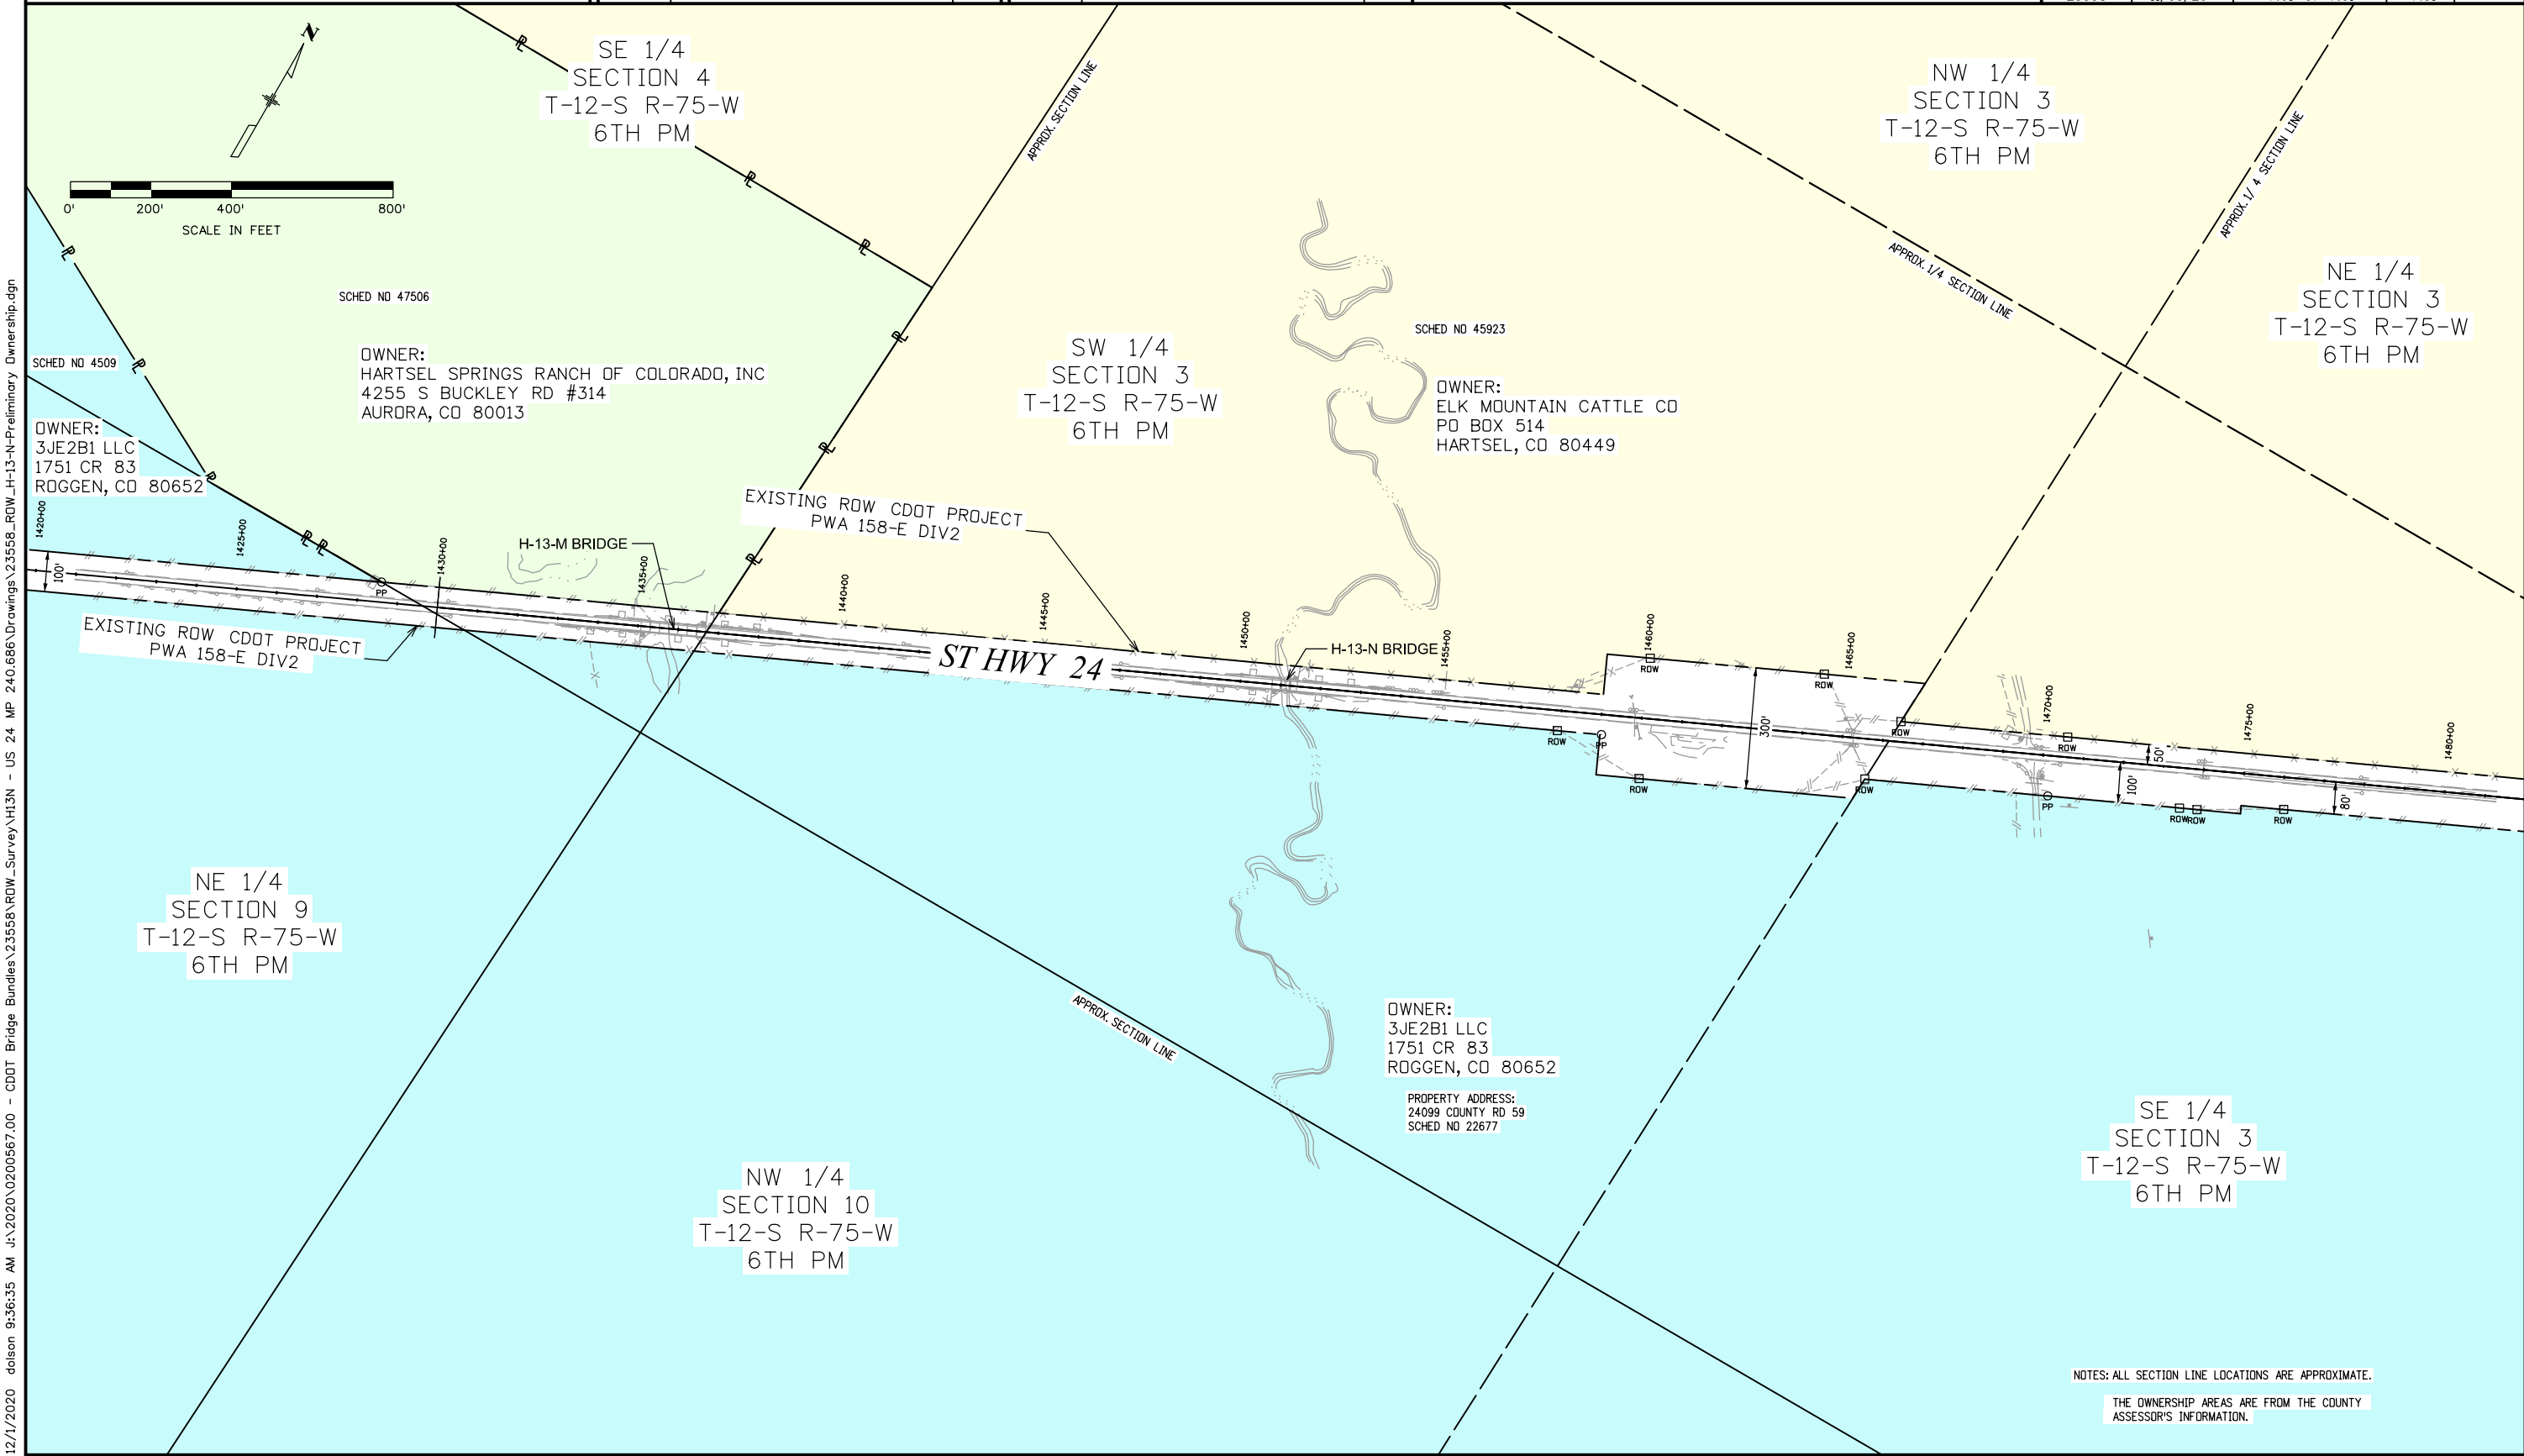 N
0'
200'
400'
800'
SCALE IN FEET
SE 1/4
SECTION 4
T-12-S R-75-W
6TH PM
APPROX. SECTION LINE
NW 1/4
SECTION 3
T-12-S R-75-W
6TH PM
APPROX. 1/ 4 SECTION LINE
APPROX. 1/4 SECTION LINE
NE 1/4
SECTION 3
T-12-S R-75-W
6TH PM
SCHED NO 47506
OWNER:
HARTSEL SPRINGS RANCH OF COLORADO, INC
4255 S BUCKLEY RD #314
AURORA, CO 80013
SCHED NO 4509
OWNER:
3JE2B1 LLC
1751 CR 83
ROGGEN, CO 80652
SW 1/4
SECTION 3
T-12-S R-75-W
6TH PM
SCHED NO 45923
OWNER:
ELK MOUNTAIN CATTLE CO
PO BOX 514
HARTSEL, CO 80449
EXISTING ROW CDOT PROJECT
PWA 158-E DIV2
H-13-M BRIDGE
1420+00
1425+00
1430+00
1435+00
1440+00
1445+00
1450+00
1455+00
1460+00
1465+00
1470+00
1475+00
1480+00
100'
PP
EXISTING ROW CDOT PROJECT
PWA 158-E DIV2
ST HWY 24
H-13-N BRIDGE
ROW
ROW
ROW
ROW
ROW
PP
ROW
ROW
300'
50'
100'
80'
PP
ROW
ROW
ROW
NE 1/4
SECTION 9
T-12-S R-75-W
6TH PM
APPROX. SECTION LINE
OWNER:
3JE2B1 LLC
1751 CR 83
ROGGEN, CO 80652
PROPERTY ADDRESS:
24099 COUNTY RD 59
SCHED NO 22677
NW 1/4
SECTION 10
T-12-S R-75-W
6TH PM
SE 1/4
SECTION 3
T-12-S R-75-W
6TH PM
NOTES: ALL SECTION LINE LOCATIONS ARE APPROXIMATE.
THE OWNERSHIP AREAS ARE FROM THE COUNTY
ASSESSOR'S INFORMATION.
12/1/2020 dolson 9:36:35 AM J:\2020\0200567.00 - CDOT Bridge Bundles\23558\ROW_Survey\H13N - US 24 MP 240.686\Drawings\23558_ROW_H-13-N-Preliminary Ownership.dgn